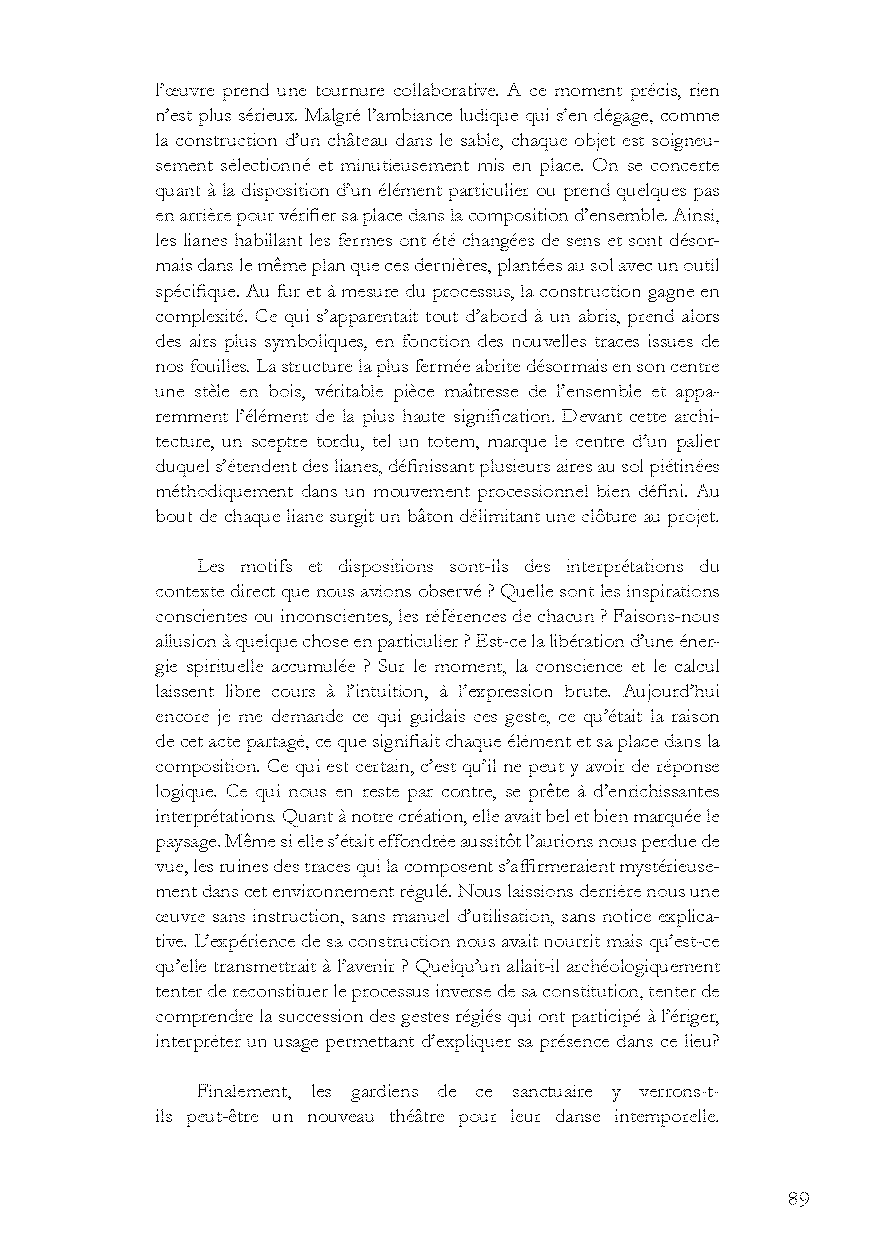 l’œuvre prend une tournure collaborative. A ce moment précis, rien
n’est plus sérieux. Malgré l’ambiance ludique qui s’en dégage, comme
la construction d’un château dans le sable, chaque objet est soigneu-
sement sélectionné et minutieusement mis en place. On se concerte
quant à la disposition d’un élément particulier ou prend quelques pas
en arrière pour vérifier sa place dans la composition d’ensemble. Ainsi,
les lianes habillant les fermes ont été changées de sens et sont désor-
mais dans le même plan que ces dernières, plantées au sol avec un outil
spécifique. Au fur et à mesure du processus, la construction gagne en
complexité. Ce qui s’apparentait tout d’abord à un abris, prend alors
des airs plus symboliques, en fonction des nouvelles traces issues de
nos fouilles. La structure la plus fermée abrite désormais en son centre
une stèle en bois, véritable pièce maîtresse de l’ensemble et appa-
remment l’élément de la plus haute signification. Devant cette archi-
tecture, un sceptre tordu, tel un totem, marque le centre d’un palier
duquel s’étendent des lianes, définissant plusieurs aires au sol piétinées
méthodiquement dans un mouvement processionnel bien défini. Au
bout de chaque liane surgit un bâton délimitant une clôture au projet.
Les motifs et dispositions sont-ils des interprétations du
contexte direct que nous avions observé ? Quelle sont les inspirations
conscientes ou inconscientes, les références de chacun ? Faisons-nous
allusion à quelque chose en particulier ? Est-ce la libération d’une éner-
gie spirituelle accumulée ? Sur le moment, la conscience et le calcul
laissent libre cours à l’intuition, à l’expression brute. Aujourd’hui
encore je me demande ce qui guidais ces geste, ce qu’était la raison
de cet acte partagé, ce que signifiait chaque élément et sa place dans la
composition. Ce qui est certain, c’est qu’il ne peut y avoir de réponse
logique. Ce qui nous en reste par contre, se prête à d’enrichissantes
interprétations. Quant à notre création, elle avait bel et bien marquée le
paysage. Même si elle s’était effondrée aussitôt l’aurions nous perdue de
vue, les ruines des traces qui la composent s’affirmeraient mystérieuse-
ment dans cet environnement régulé. Nous laissions derrière nous une
œuvre sans instruction, sans manuel d’utilisation, sans notice explica-
tive. L’expérience de sa construction nous avait nourrit mais qu’est-ce
qu’elle transmettrait à l’avenir ? Quelqu’un allait-il archéologiquement
tenter de reconstituer le processus inverse de sa constitution, tenter de
comprendre la succession des gestes réglés qui ont participé à l’ériger,
interpréter un usage permettant d’expliquer sa présence dans ce lieu?
Finalement, les gardiens de ce sanctuaire y verrons-t-
ils peut-être un nouveau théâtre pour leur danse intemporelle.
89